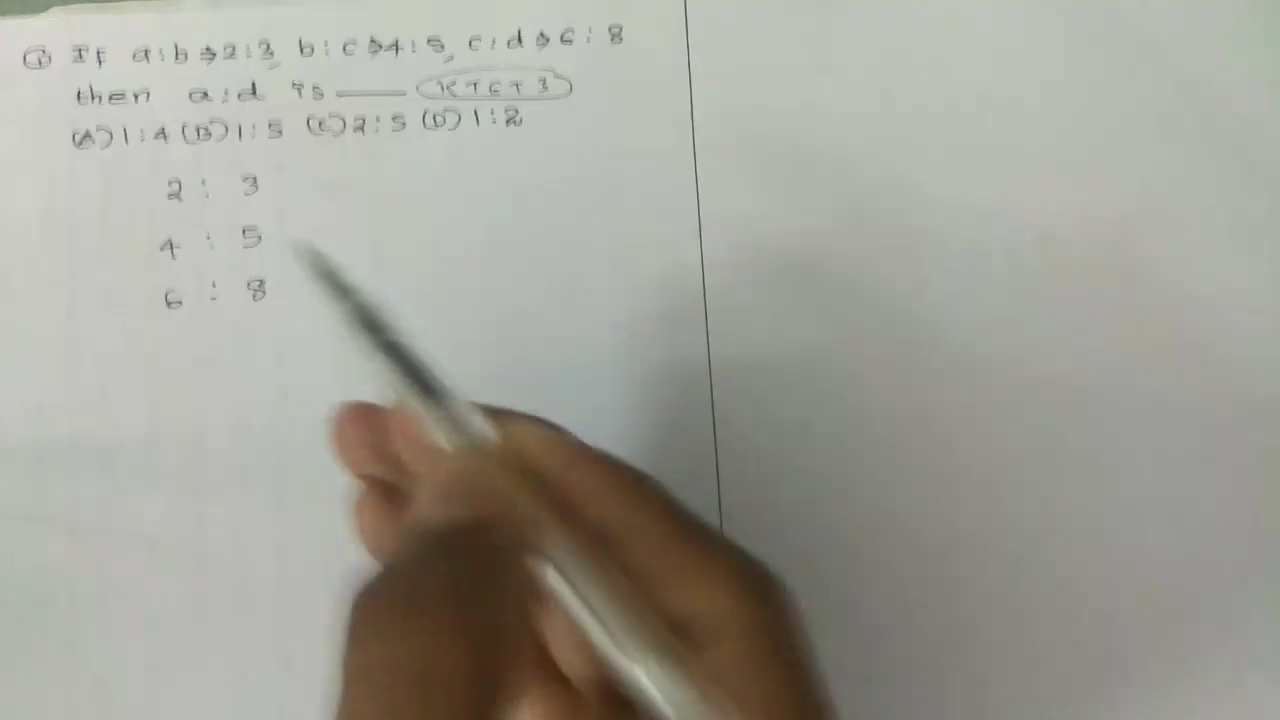 ① If a:b⇒2:3, b:c⇒4:5, c:d⇒6:8
then a:d is ____ (KTET 3)
(A) 1:4 (B) 1:5 (C) 2:5 (D) 1:2
2 : 3
4 : 5
6 : 8